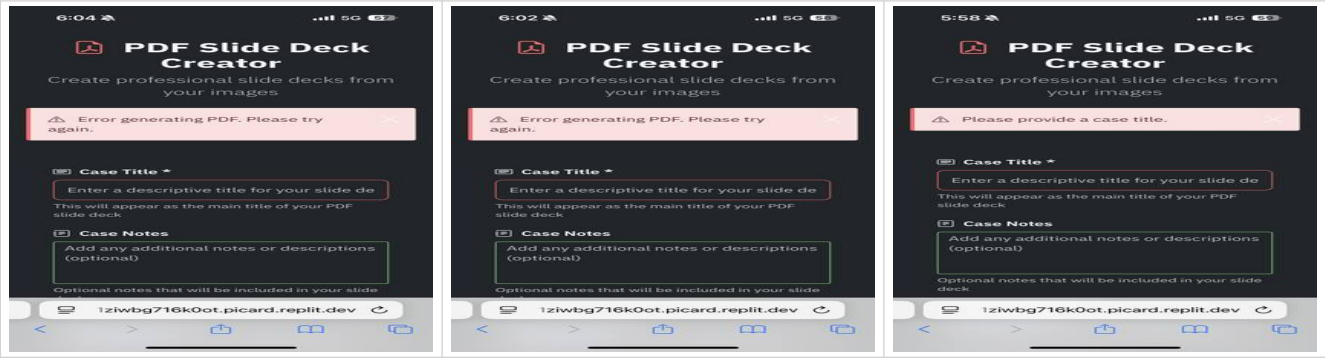 6:04
5G 57
PDF Slide Deck
Creator
Create professional slide decks from
your images
Error generating PDF. Please try
again.
Case Title *
Enter a descriptive title for your slide de
This will appear as the main title of your PDF
slide deck
Case Notes
Add any additional notes or descriptions
(optional)
Optional notes that will be included in your slide
1ziwbg716k0ot.picard.replit.dev
6:02
5G 58
PDF Slide Deck
Creator
Create professional slide decks from
your images
Error generating PDF. Please try
again.
Case Title *
Enter a descriptive title for your slide de
This will appear as the main title of your PDF
slide deck
Case Notes
Add any additional notes or descriptions
(optional)
Optional notes that will be included in your slide
1ziwbg716k0ot.picard.replit.dev
5:58
5G 59
PDF Slide Deck
Creator
Create professional slide decks from
your images
Please provide a case title.
Case Title *
Enter a descriptive title for your slide de
This will appear as the main title of your PDF
slide deck
Case Notes
Add any additional notes or descriptions
(optional)
Optional notes that will be included in your slide
deck
1ziwbg716k0ot.picard.replit.dev